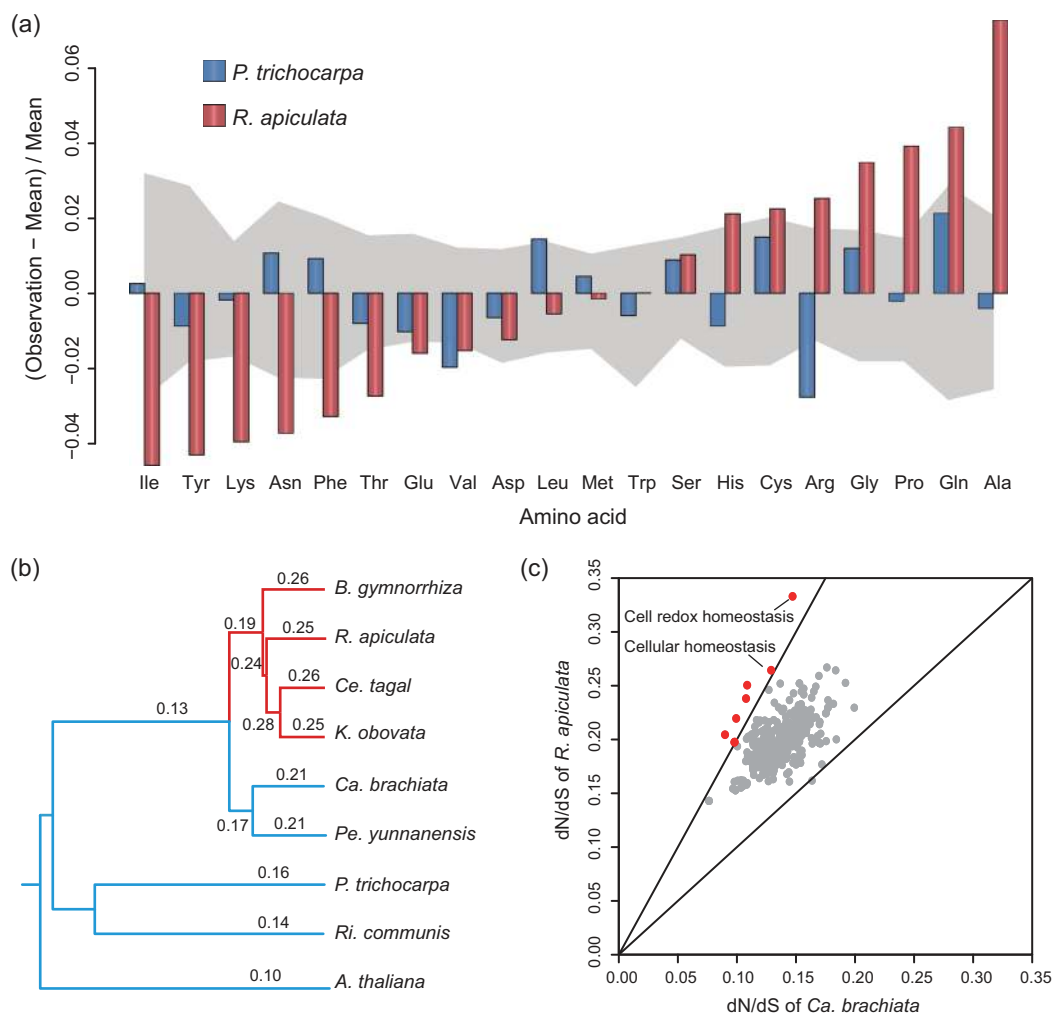 (a)
(Observation − Mean) / Mean
0.06
0.04
0.02
0.00
−0.02
−0.04
P. trichocarpa
R. apiculata
Ile Tyr Lys Asn Phe Thr Glu Val Asp Leu Met Trp Ser His Cys Arg Gly Pro Gln Ala
Amino acid
(b)
0.26
B. gymnorrhiza
0.19
0.25
R. apiculata
0.24
0.26
Ce. tagal
0.13
0.28
0.25
K. obovata
0.21
Ca. brachiata
0.17
0.21
Pe. yunnanensis
0.16
P. trichocarpa
0.14
Ri. communis
0.10
A. thaliana
(c)
dN/dS of R. apiculata
0.35
0.30
0.25
0.20
0.15
0.10
0.05
0.00
Cell redox homeostasis
Cellular homeostasis
0.00 0.05 0.10 0.15 0.20 0.25 0.30 0.35
dN/dS of Ca. brachiata